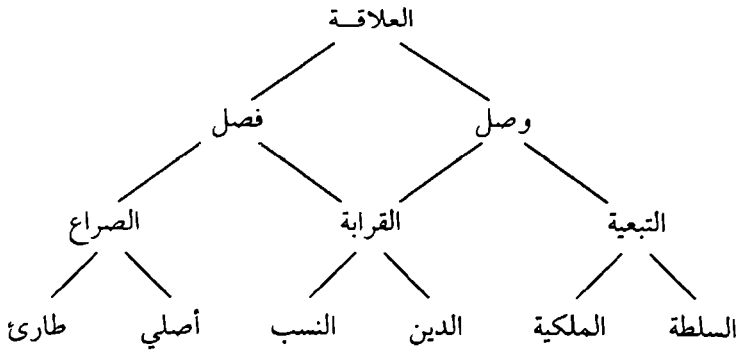 العلاقة
وصل فصل
التبعية القرابة الصراع
السلطة الملكية الدين النسب أصلي طارئ